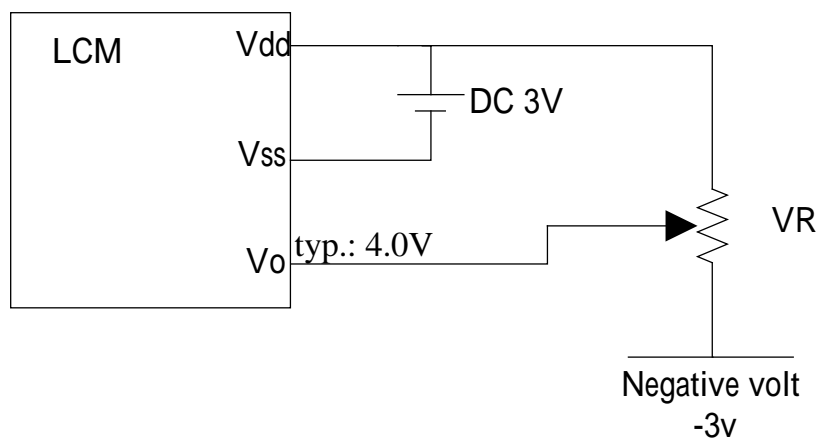 LCM
Vdd
DC 3V
Vss
VR
typ.: 4.0V
Vo
Negative volt
-3v